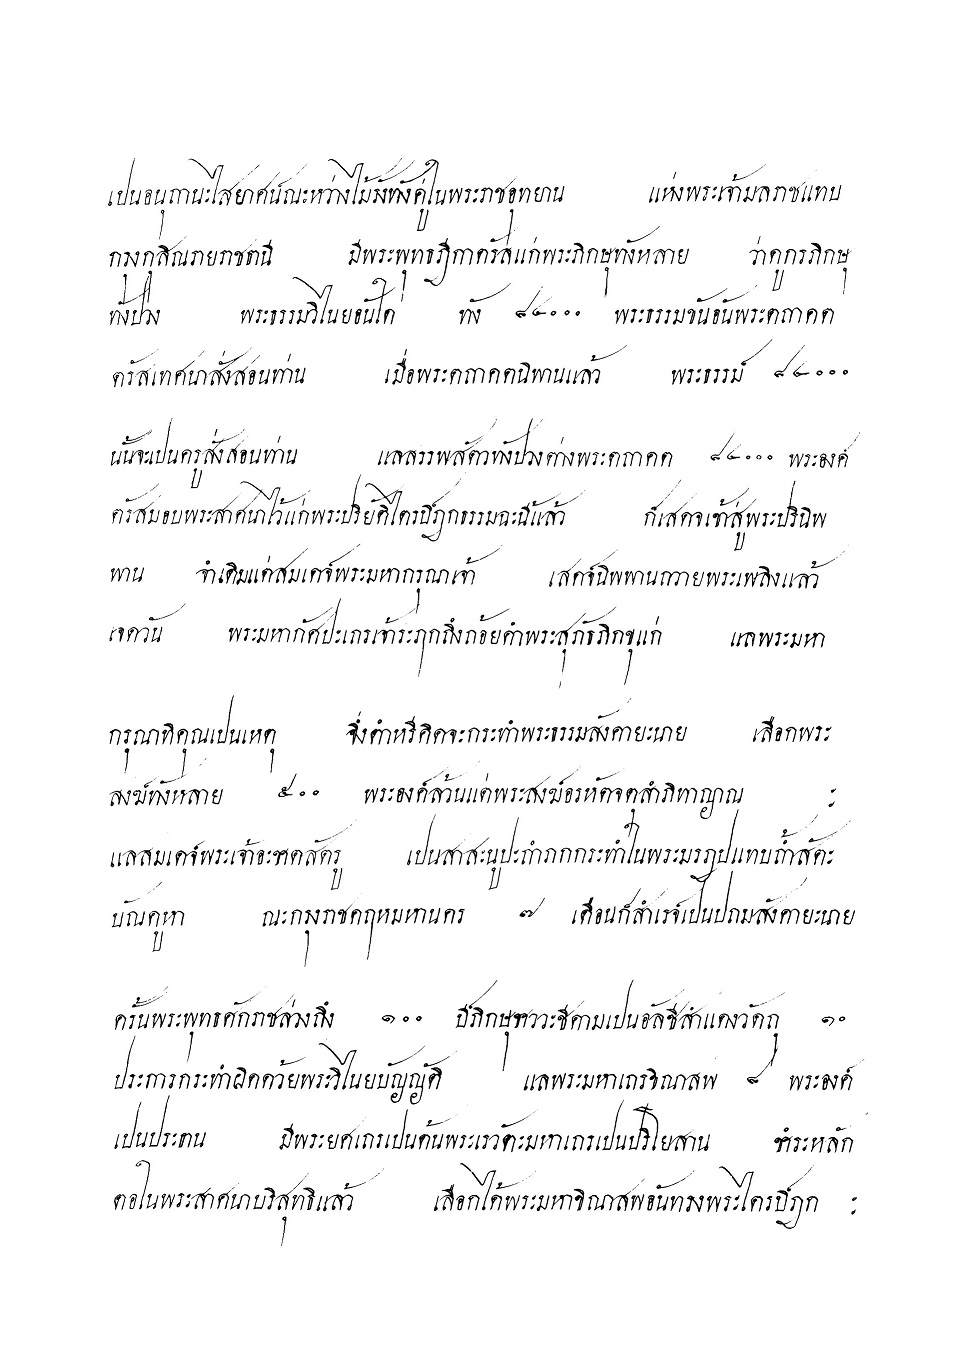 เปนอนุฐานะไสยาศน์ณะหว่างไม้รังทังคู่ในพระราชอุทยาน แห่งพระเจ้ามลราชแทบ
กรุงกุสินารายราชธานี มีพระพุทธฎีกาตรัสแก่พระภิกษุทังหลาย ว่าดูกรภิกษุ
ทังปวง พระธรรมวิไนยอันใด ทัง ๘๔๐๐๐ พระธรรมขันอันพระตถาคต
ตรัสเทศนาสั่งสอนท่าน เมื่อพระตถาคตนิพานแล้ว พระธรรม์ ๘๔๐๐๐
นั้นจะเปนครูสั่งสอนท่าน แลสรรพสัตวทังปวงต่างพระตถาคต ๘๔๐๐๐ พระองค์
ตรัสมอบพระสาศนาไว้แก่พระปริยัติไตรปิฎกธรรมฉะนี้แล้ว ก็เสดจเข้าสู่พระปรินิพ
พาน จำเดิมแต่สมเดจ์พระมหากรุณาเจ้า เสดจ์นิพพานถวายพระเพลิงแล้ว
เจดวัน พระมหากัศปะเถรเจ้าระฦกถึงถ้อยคำพระสุภัธภิกขุแก่ แลพระมหา
กรุณาทิคุณเปนเหตุ จึ่งดำหรีคิดจะกระทำพระธรรมสังคายะนาย เลือกพระ
สงฆ์ทังหลาย ๕๐๐ พระองค์ล้วนแต่พระสงฆ์อรหัตจตุสำภิทาญาณ ะ
แลสมเดจ์พระเจ้าอะชาตสัตรู เปนสาสะนูปะถำภกกระทำในพระมรฎปแทบถ้ำสัตะ
บัณคูหา ณะกรุงราชคฤหมหานคร ๗ เดือนก็สำเรจ์เปนปถมสังคายะนาย
ครั้นพระพุทธศักราชล่วงถึง ๑๐๐ ปีภิกษุชาววะชีคามเปนอัลชีสำแดงวัดถุ ๑๐
ประการกระทำผิดด้วยพระวิไนยบัญญัติ แลพระมหาเถรขิณาสพ ๘ พระองค์
เปนประธาน มีพระยศเถรเปนต้นพระเรวัตะมหาเถรเปนปริโยสาน ชำระหลัก
ตอในพระสาศนาบริสุทธิแล้ว เลือกได้พระมหาขิณาสพอันทรงพระไตรปิฎก ะ